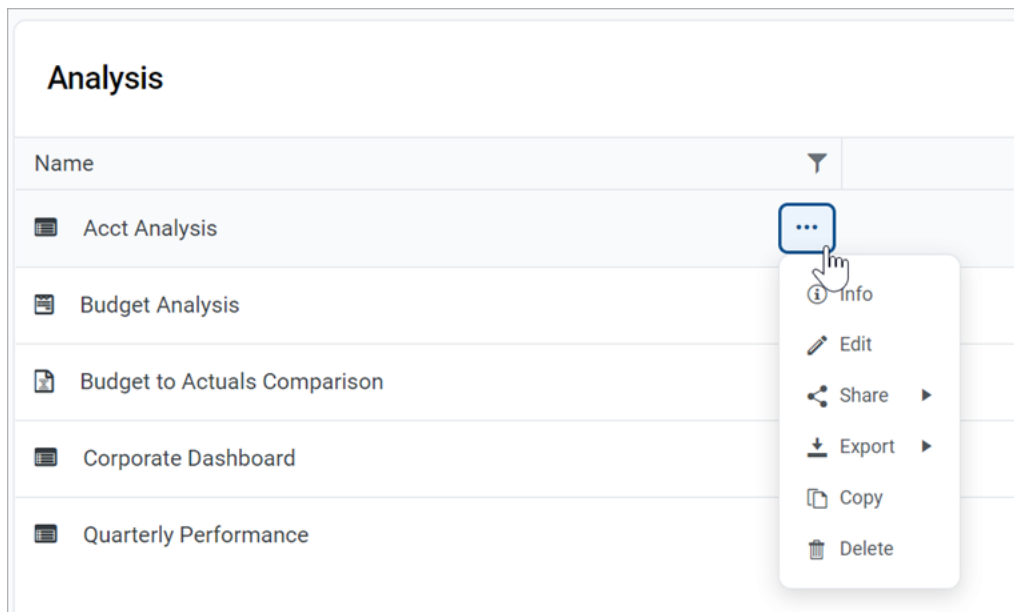 Analysis
Name
Acct Analysis
Info
Budget Analysis
Edit
Budget to Actuals Comparison
Share
Export
Corporate Dashboard
Copy
Quarterly Performance
Delete